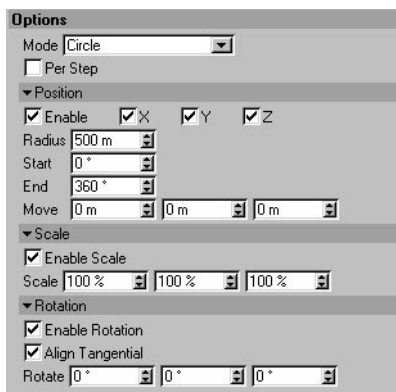 Options
Mode Circle
Per Step
Position
Enable X Y Z
Radius 500 m
Start 0 °
End 360 °
Move 0 m 0 m 0 m
Scale
Enable Scale
Scale 100 % 100 % 100 %
Rotation
Enable Rotation
Align Tangential
Rotate 0 ° 0 ° 0 °